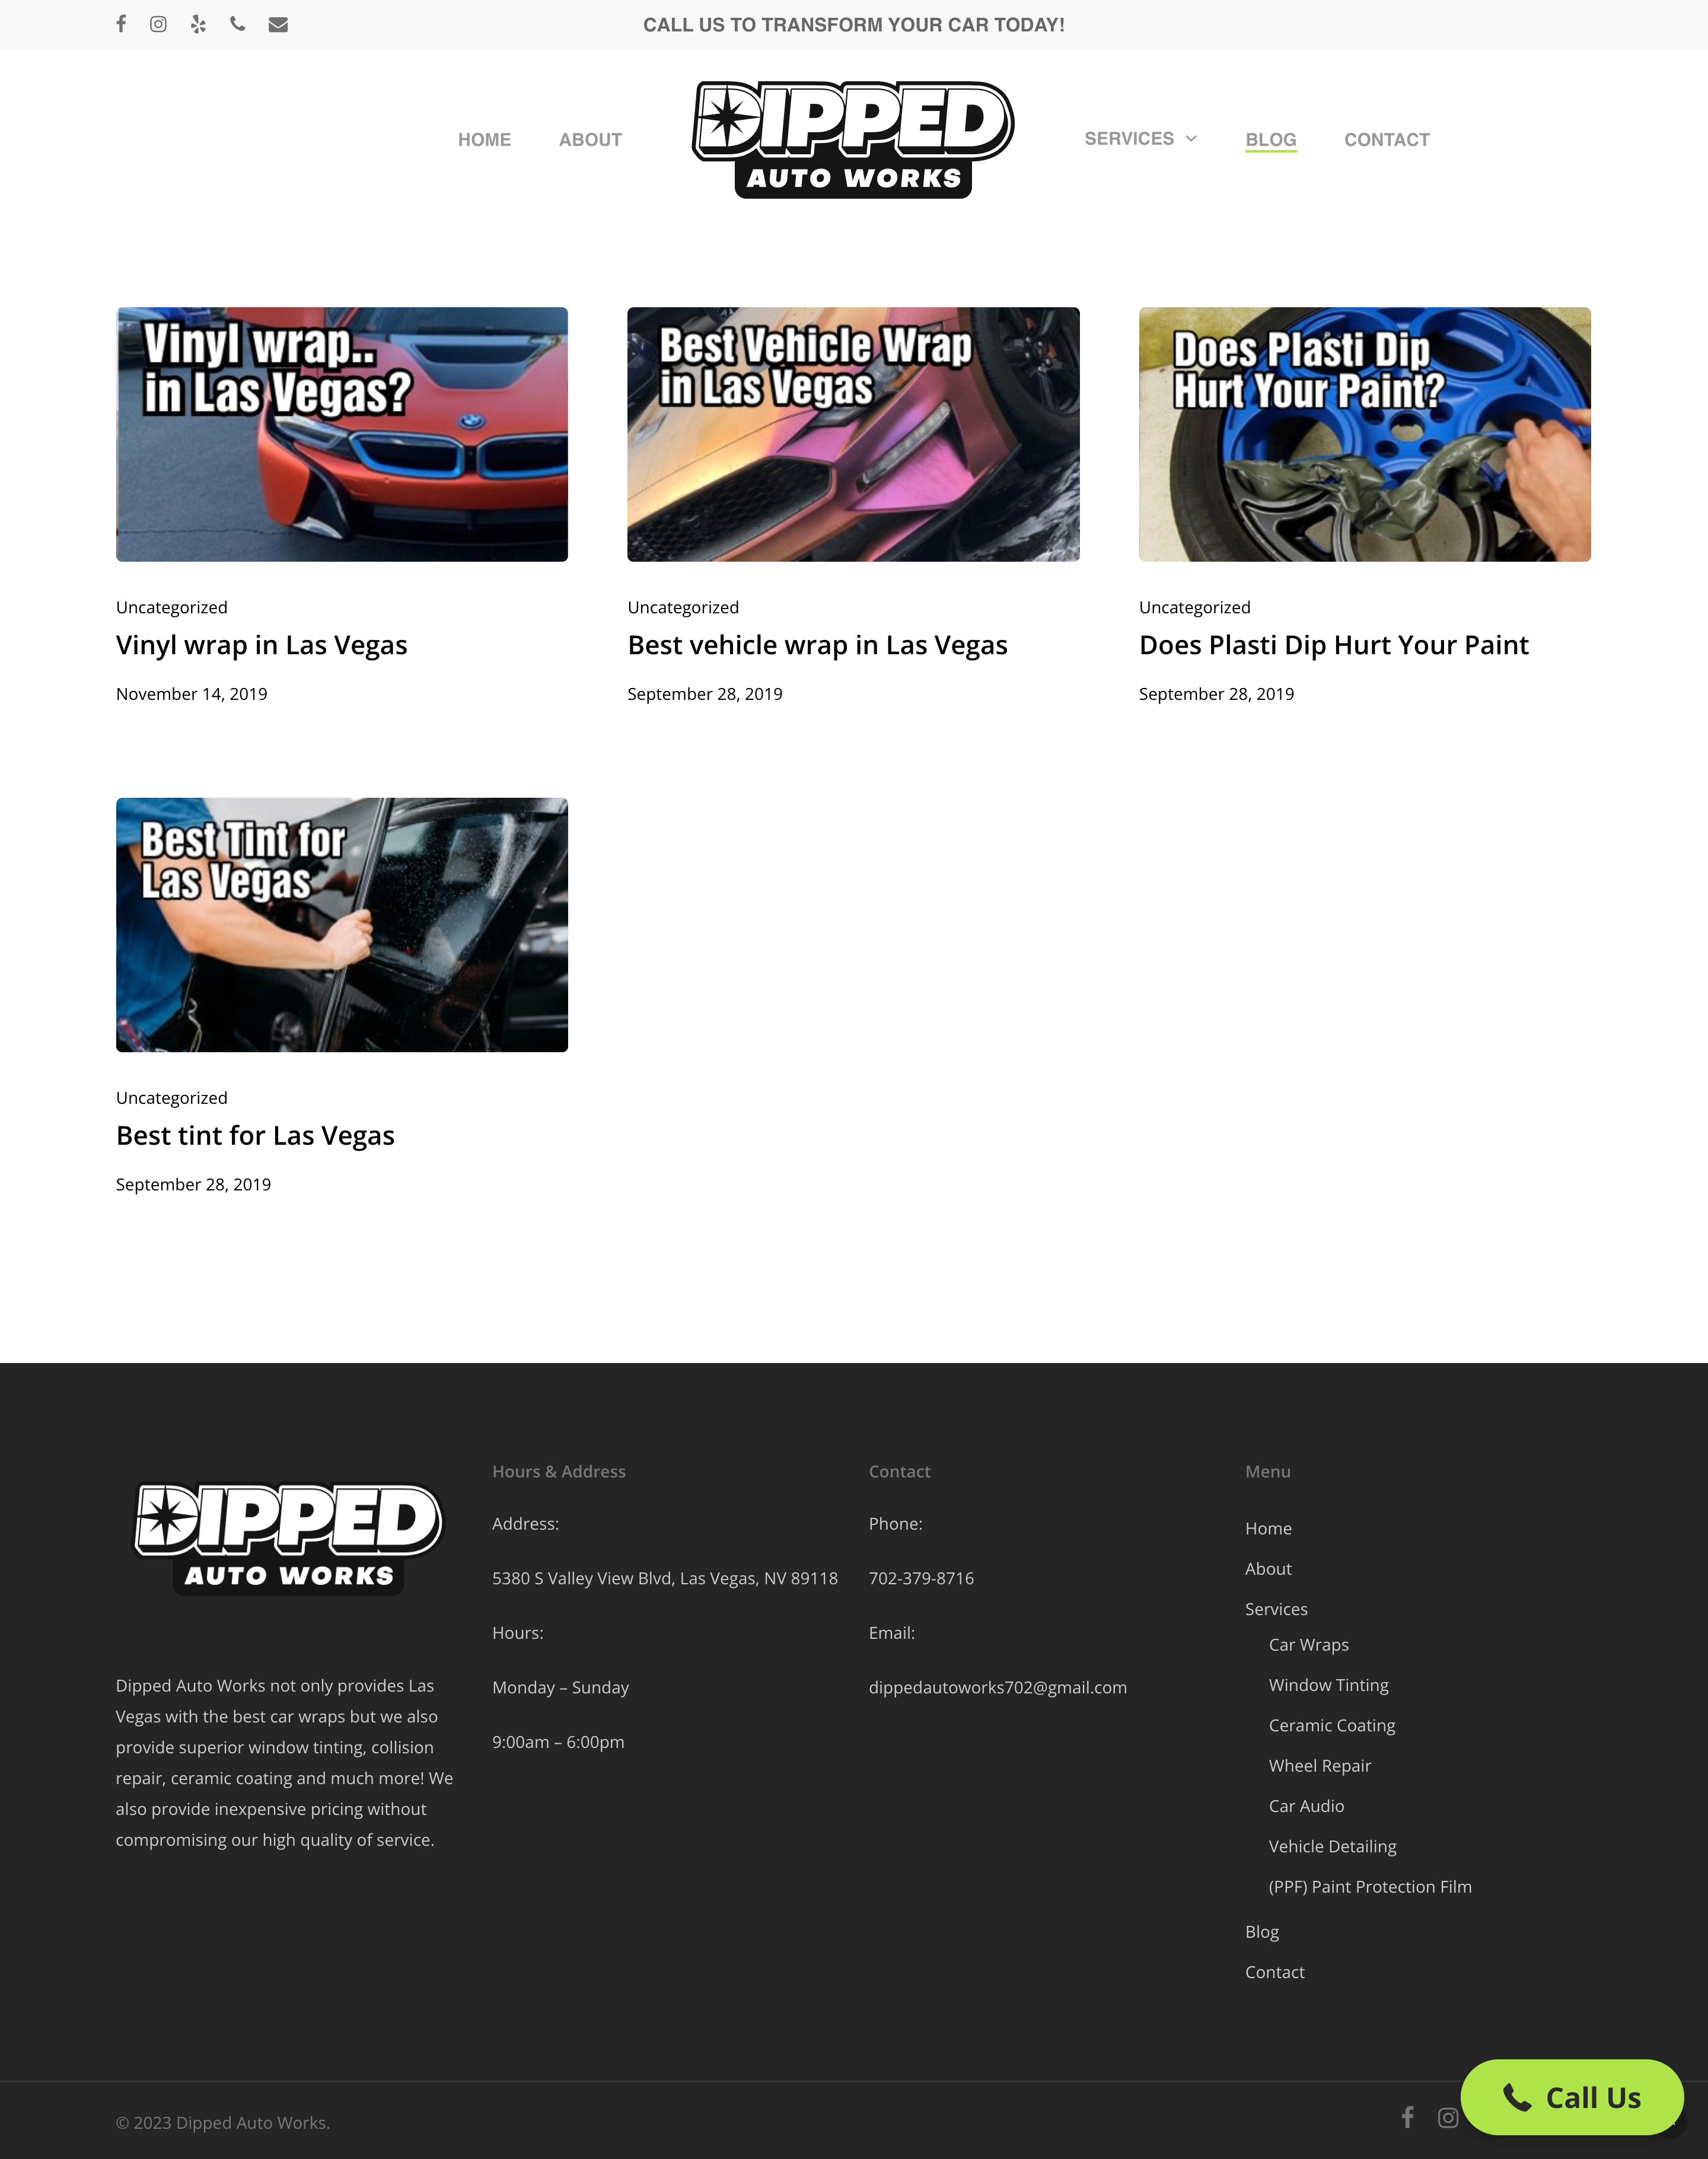 CALL US TO TRANSFORM YOUR CAR TODAY!
HOME
ABOUT
DIPPED
AUTO WORKS
SERVICES
BLOG
CONTACT
Vinyl wrap..
in Las Vegas?
Best Vehicle Wrap
in Las Vegas
Does Plasti Dip
Hurt Your Paint?
Uncategorized
Vinyl wrap in Las Vegas
November 14, 2019
Uncategorized
Best vehicle wrap in Las Vegas
September 28, 2019
Uncategorized
Does Plasti Dip Hurt Your Paint
September 28, 2019
Best Tint for
Las Vegas
Uncategorized
Best tint for Las Vegas
September 28, 2019
DIPPED
AUTO WORKS
Dipped Auto Works not only provides Las
Vegas with the best car wraps but we also
provide superior window tinting, collision
repair, ceramic coating and much more! We
also provide inexpensive pricing without
compromising our high quality of service.
Hours & Address
Address:
5380 S Valley View Blvd, Las Vegas, NV 89118
Hours:
Monday – Sunday
9:00am – 6:00pm
Contact
Phone:
702-379-8716
Email:
dippedautoworks702@gmail.com
Menu
Home
About
Services
Car Wraps
Window Tinting
Ceramic Coating
Wheel Repair
Car Audio
Vehicle Detailing
(PPF) Paint Protection Film
Blog
Contact
© 2023 Dipped Auto Works.
Call Us